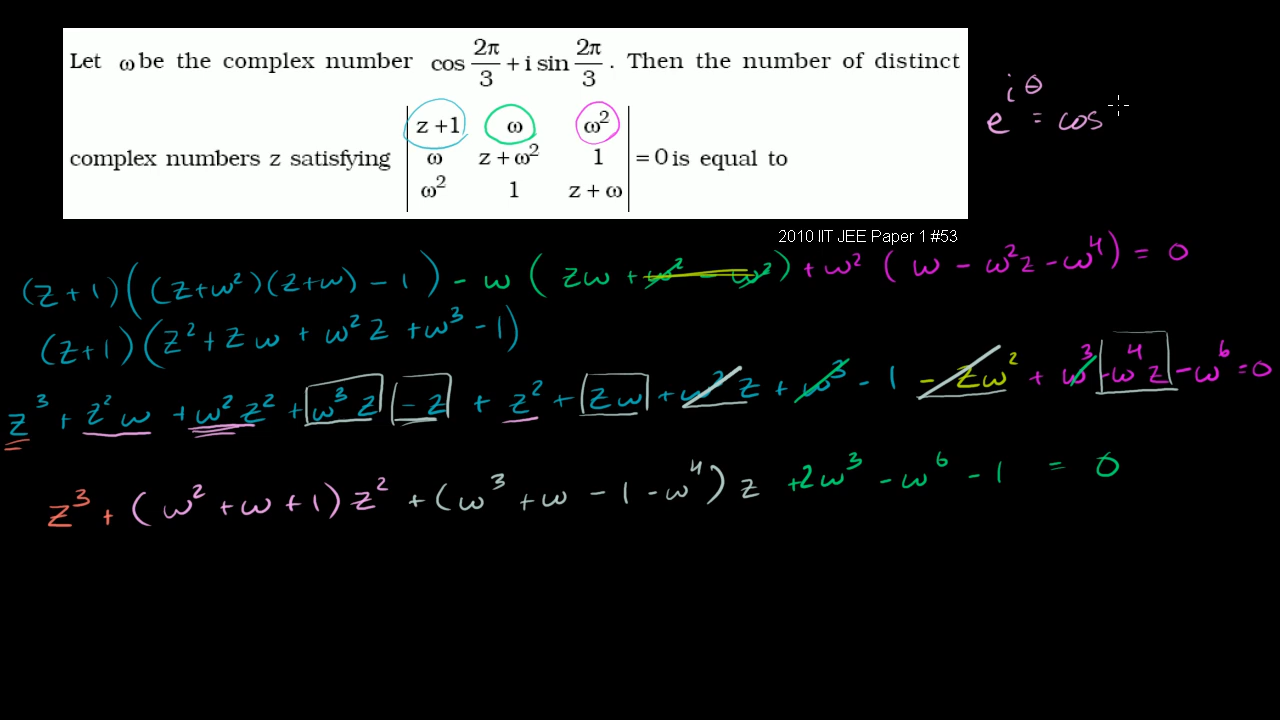 Let ω be the complex number cos 2π/3 + i sin 2π/3 . Then the number of distinct
z +1 ω ω²
complex numbers z satisfying ω z + ω² 1 = 0 is equal to
ω² 1 z + ω
e^(iθ) = cos
2010 IIT JEE Paper 1 #53
(z+1)((z+ω²)(z+ω) - 1) - ω(zω + ω² - ω²) + ω²(ω - ω²z - ω⁴) = 0
(z+1)(z² + zω + ω²z + ω³ - 1)
z³ + z²ω + ω²z² + ω³z - z + z² + zω + ω²z + ω³ - 1 - zω² + ω³ - ω⁴z - ω⁶ = 0
z³ + (ω² + ω + 1)z² + (ω³ + ω - 1 - ω⁴)z + 2ω³ - ω⁶ - 1 = 0